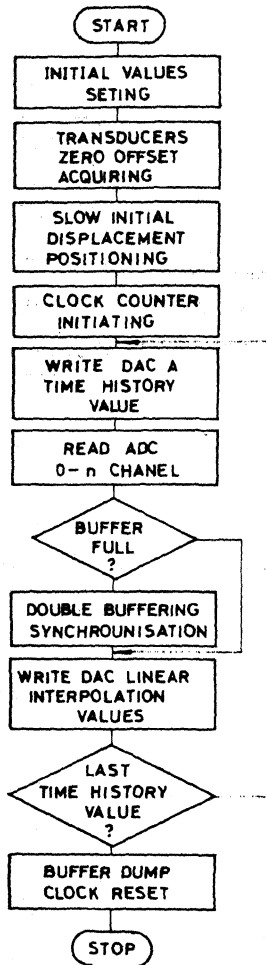 START
INITIAL VALUES
SETING
TRANSDUCERS
ZERO OFFSET
ACQUIRING
SLOW INITIAL
DISPLACEMENT
POSITIONING
CLOCK COUNTER
INITIATING
WRITE DAC A
TIME HISTORY
VALUE
READ ADC
0-n CHANEL
BUFFER
FULL
?
DOUBLE BUFFERING
SYNCHROUNISATION
WRITE DAC LINEAR
INTERPOLATION
VALUES
LAST
TIME HISTORY
VALUE
?
BUFFER DUMP
CLOCK RESET
STOP